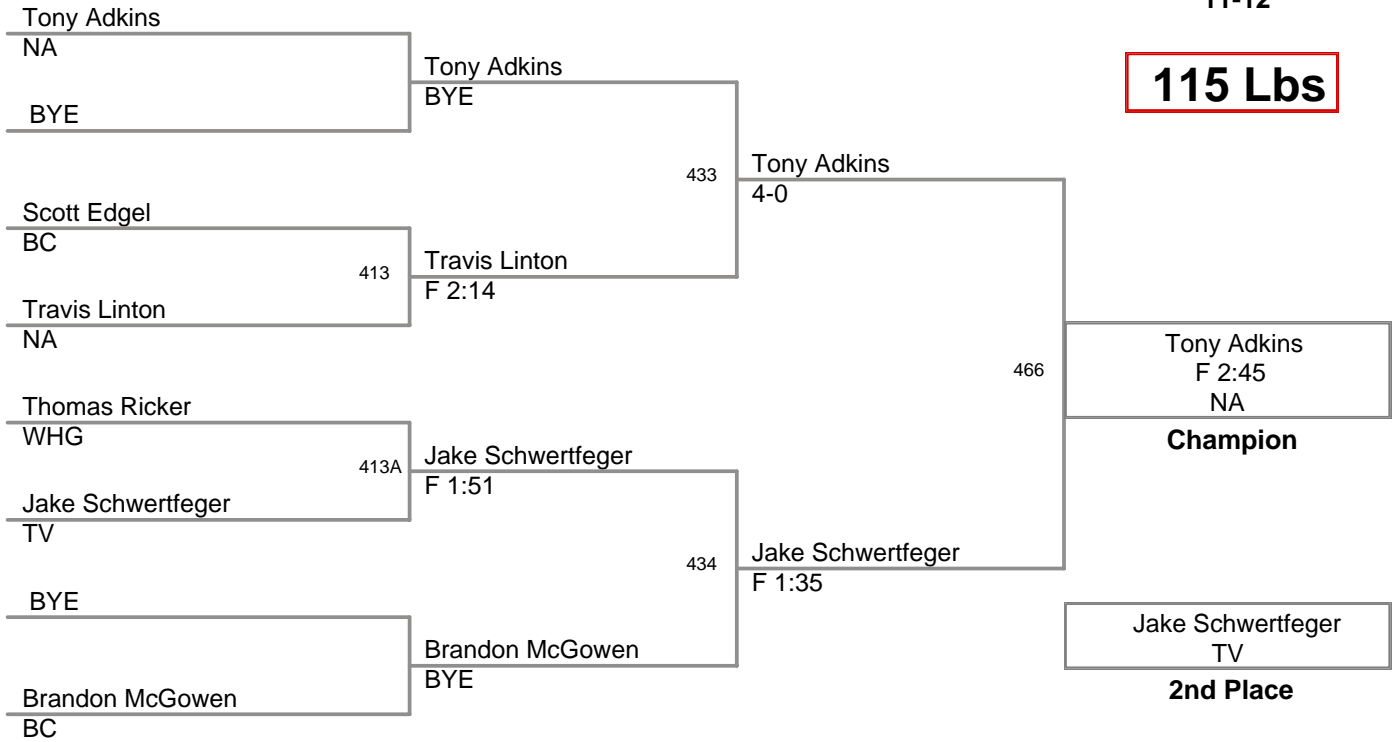 11-12
115 Lbs
Tony Adkins
NA
BYE
Scott Edgel
BC
413
Travis Linton
NA
Thomas Ricker
WHG
413A
Jake Schwertfeger
TV
BYE
Brandon McGowen
BC
Tony Adkins
BYE
433
Travis Linton
F 2:14
Jake Schwertfeger
F 1:51
434
Brandon McGowen
BYE
Tony Adkins
4-0
466
Jake Schwertfeger
F 1:35
Tony Adkins
F 2:45
NA
Champion
Jake Schwertfeger
TV
2nd Place